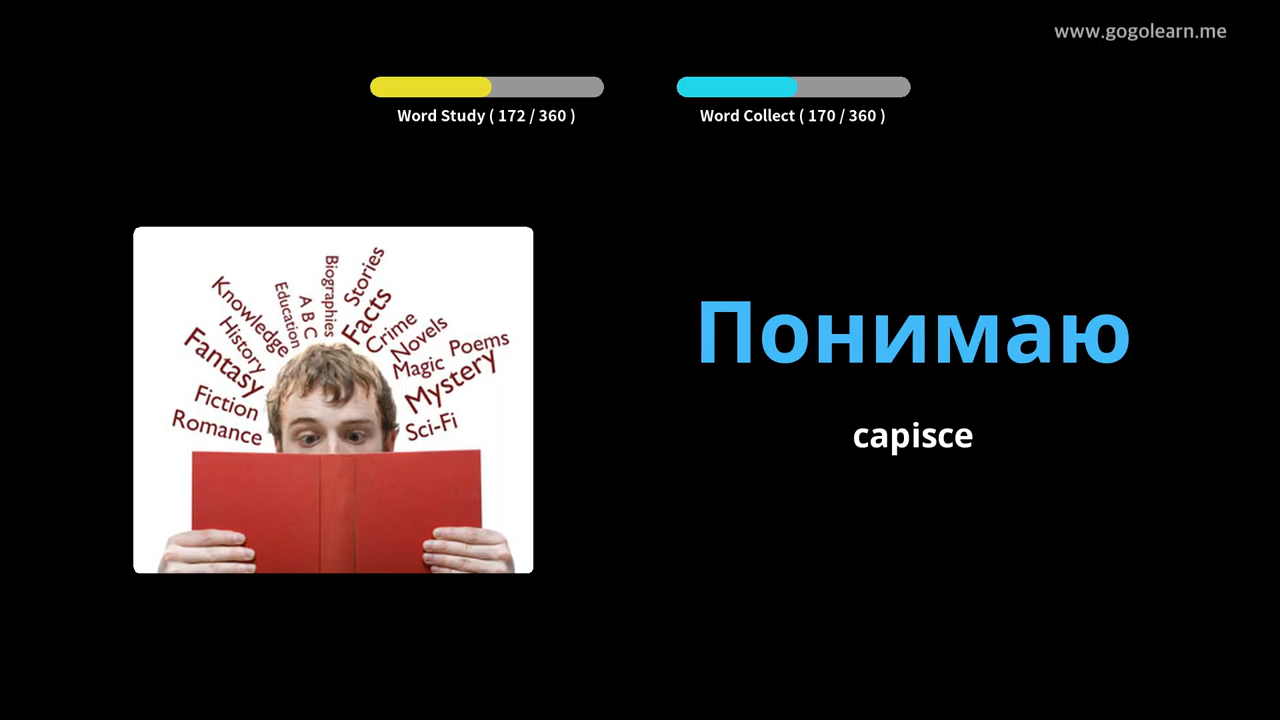 www.gogolearn.me
Word Study ( 172 / 360 )
Word Collect ( 170 / 360 )
Biographies
Stories
Education
A B C
Facts
Knowledge
Crime
History
Novels
Fantasy
Magic
Poems
Mystery
Fiction
Romance
Sci-Fi
Понимаю
capisce